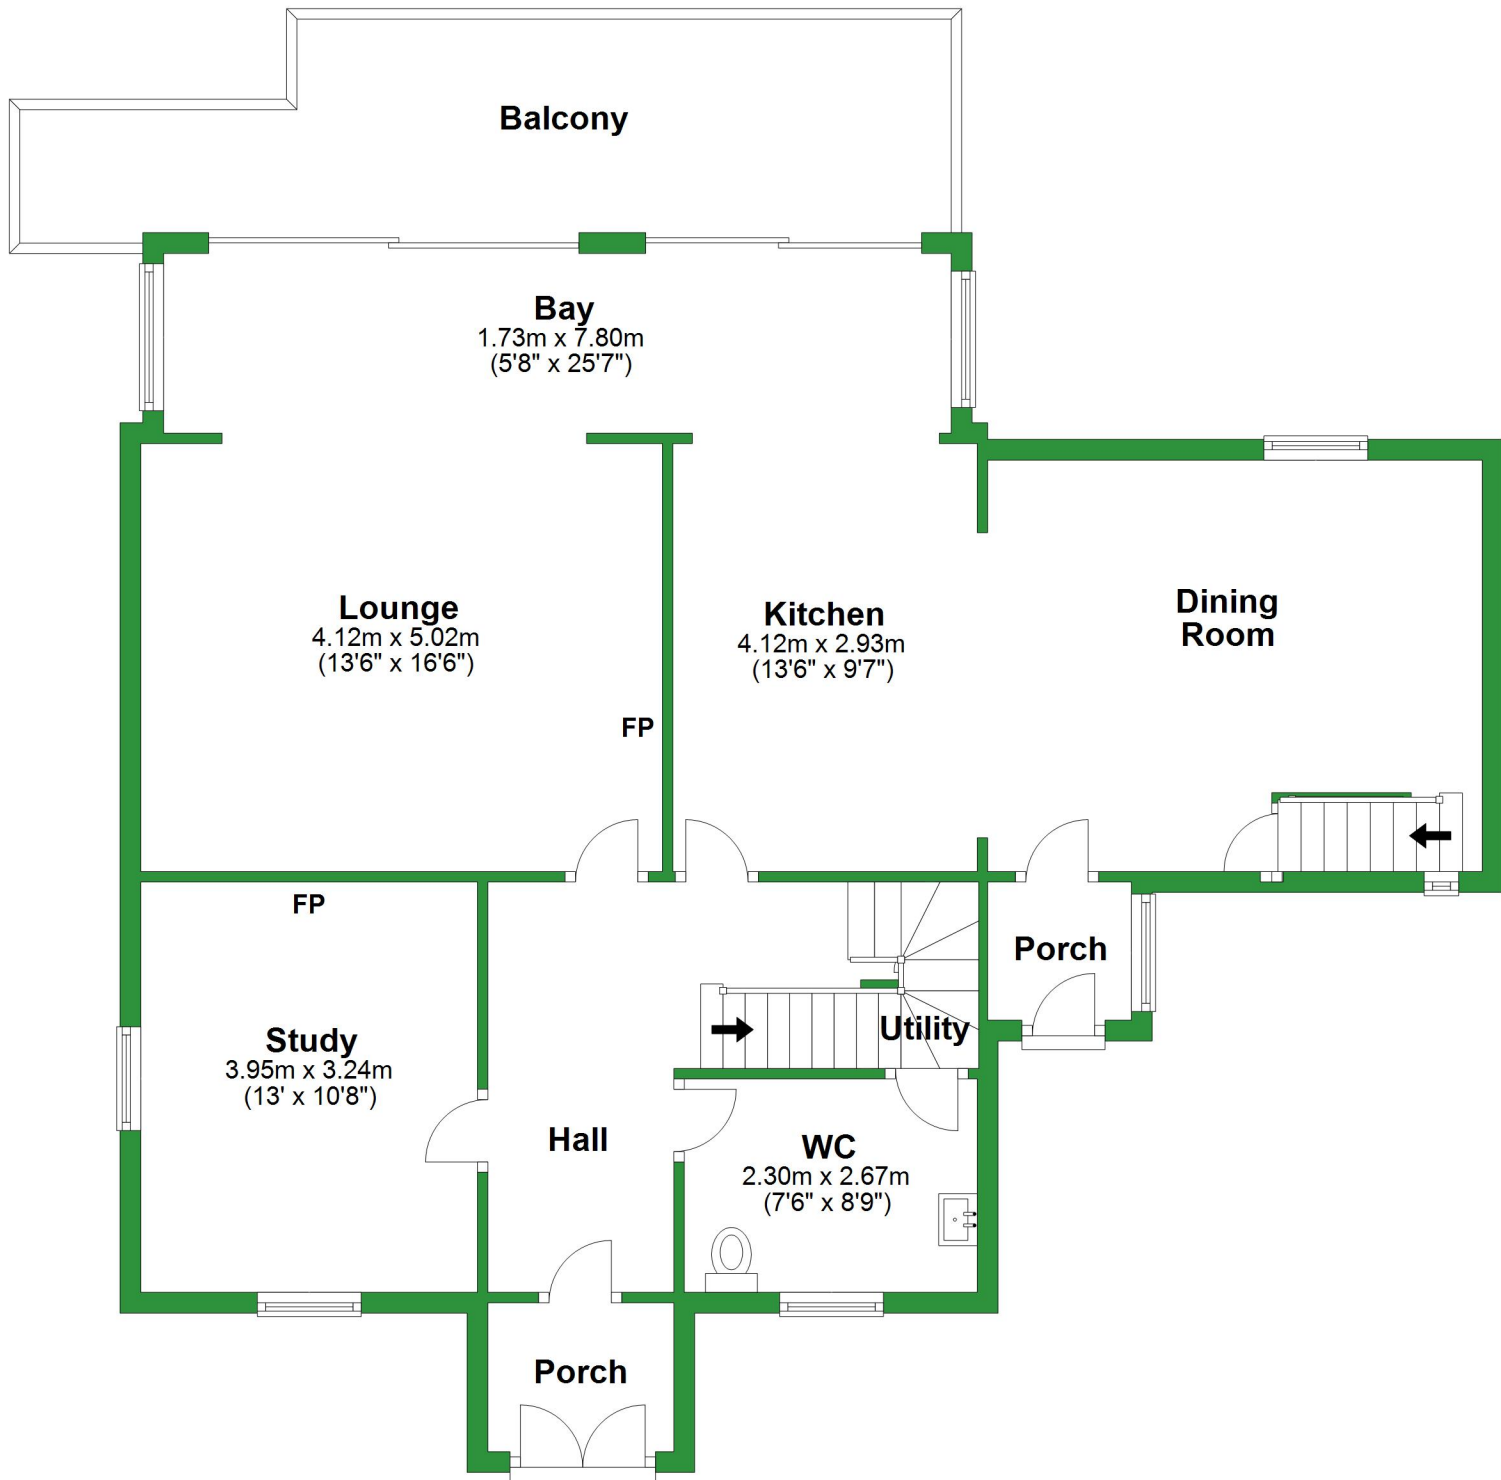 Balcony
Bay
1.73m x 7.80m
(5'8" x 25'7")
Lounge
4.12m x 5.02m
(13'6" x 16'6")
Kitchen
4.12m x 2.93m
(13'6" x 9'7")
Dining
Room
FP
FP
Porch
Study
3.95m x 3.24m
(13' x 10'8")
Utility
Hall
WC
2.30m x 2.67m
(7'6" x 8'9")
Porch